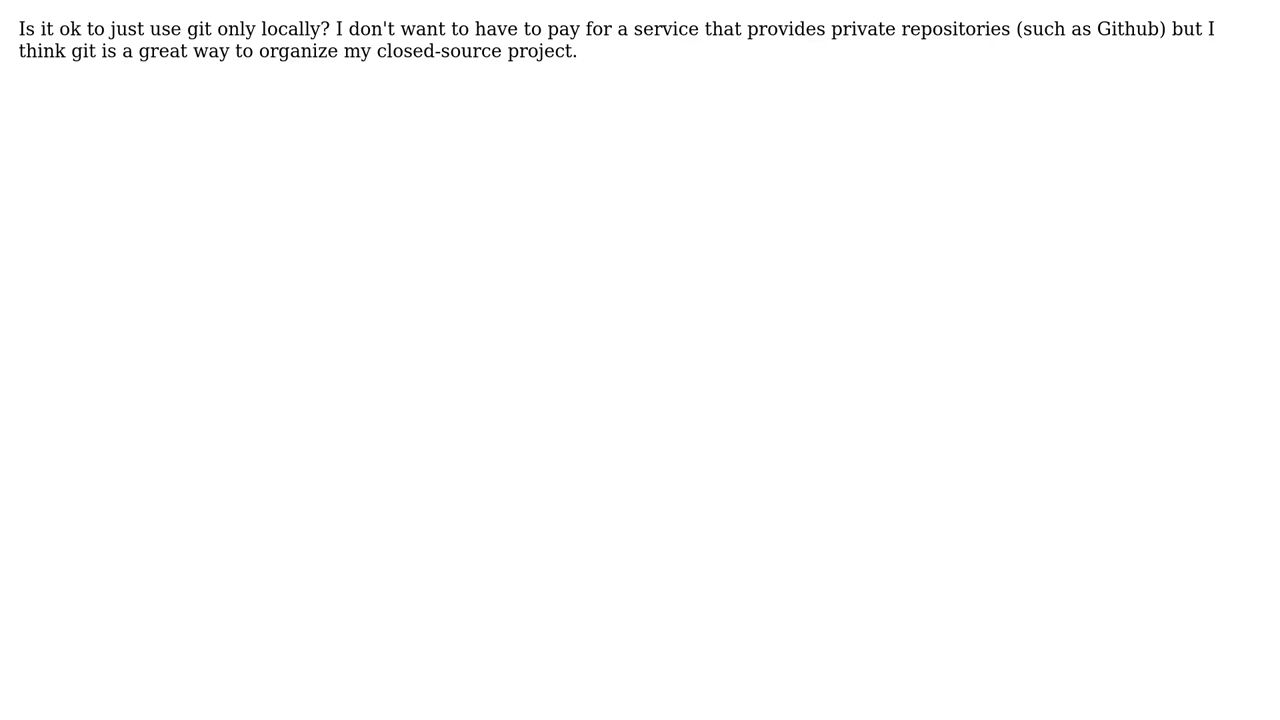 Is it ok to just use git only locally? I don't want to have to pay for a service that provides private repositories (such as Github) but I
think git is a great way to organize my closed-source project.